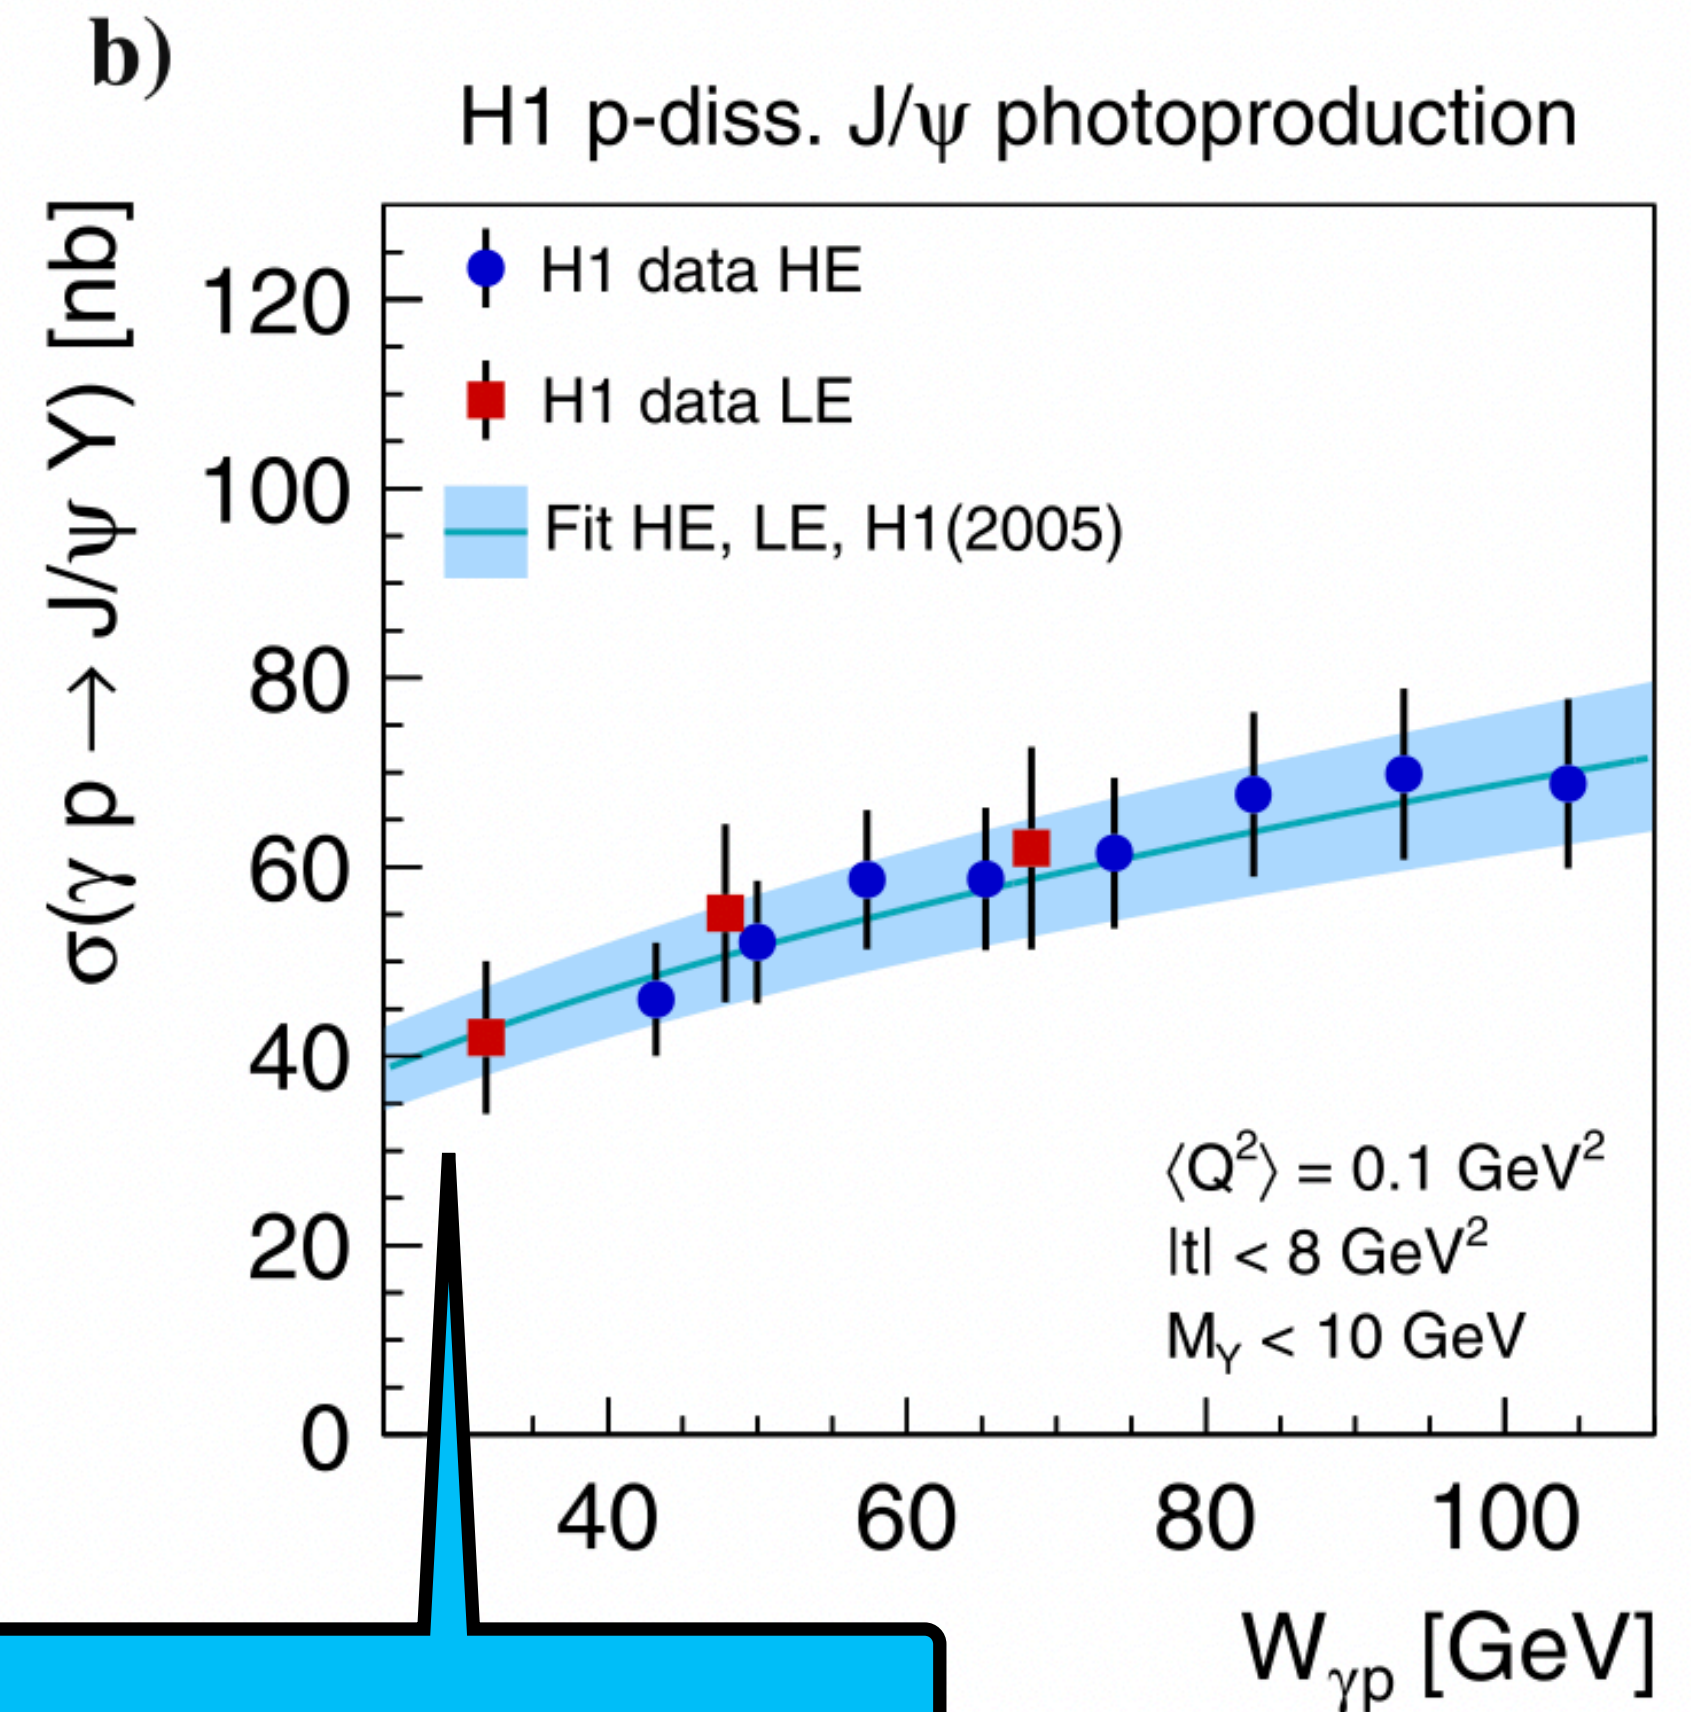 b)
H1 p-diss. J/ψ photoproduction
σ(γ p → J/ψ Y) [nb]
120
100
80
60
40
20
0
H1 data HE
H1 data LE
Fit HE, LE, H1(2005)
⟨Q²⟩ = 0.1 GeV²
|t| < 8 GeV²
M_Y < 10 GeV
40 60 80 100
W_γp [GeV]